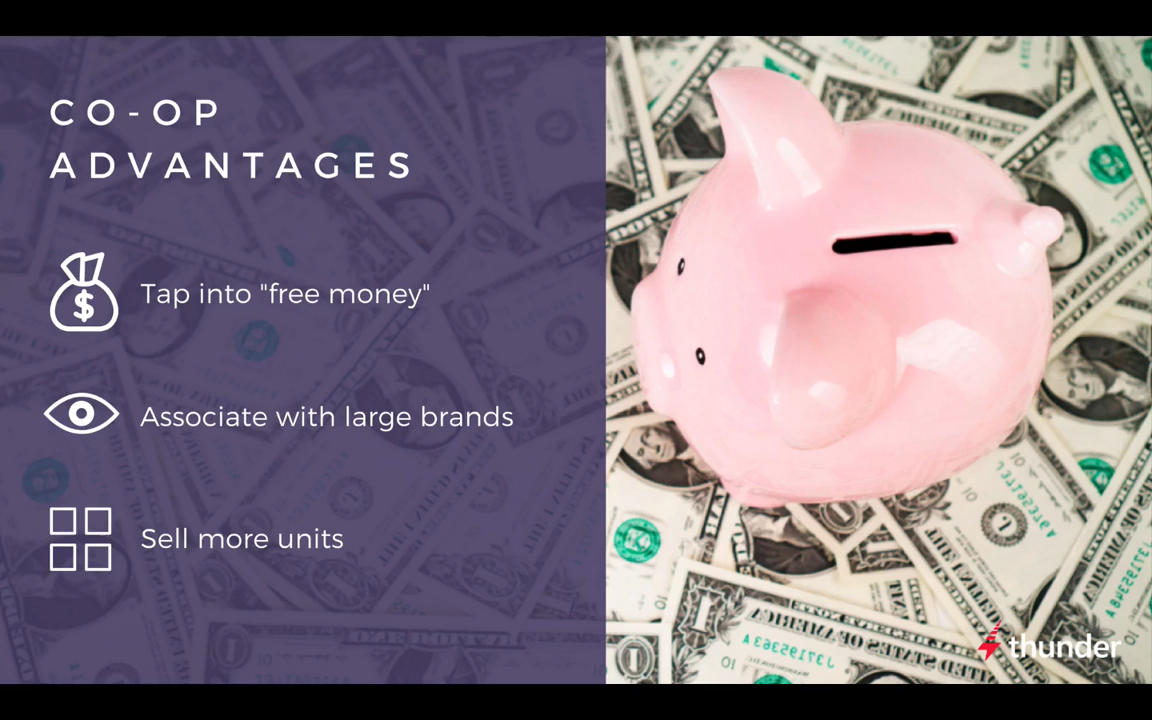 CO-OP
ADVANTAGES
Tap into "free money"
Associate with large brands
Sell more units
thunder